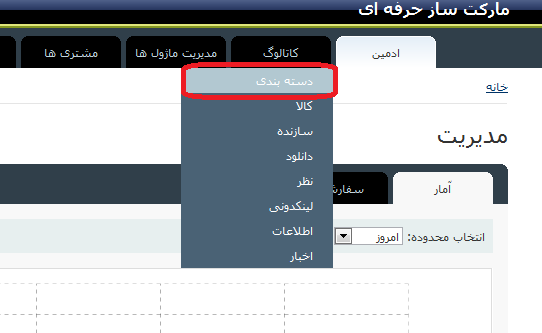 مارکت ساز حرفه ای
ادمین کاتالوگ مدیریت ماژول ها مشتری ها
خانه
دسته بندی
کالا
سازنده
دانلود
نظر
لینکدونی
اطلاعات
اخبار
مدیریت
آمار سفارش
انتخاب محدوده: امروز